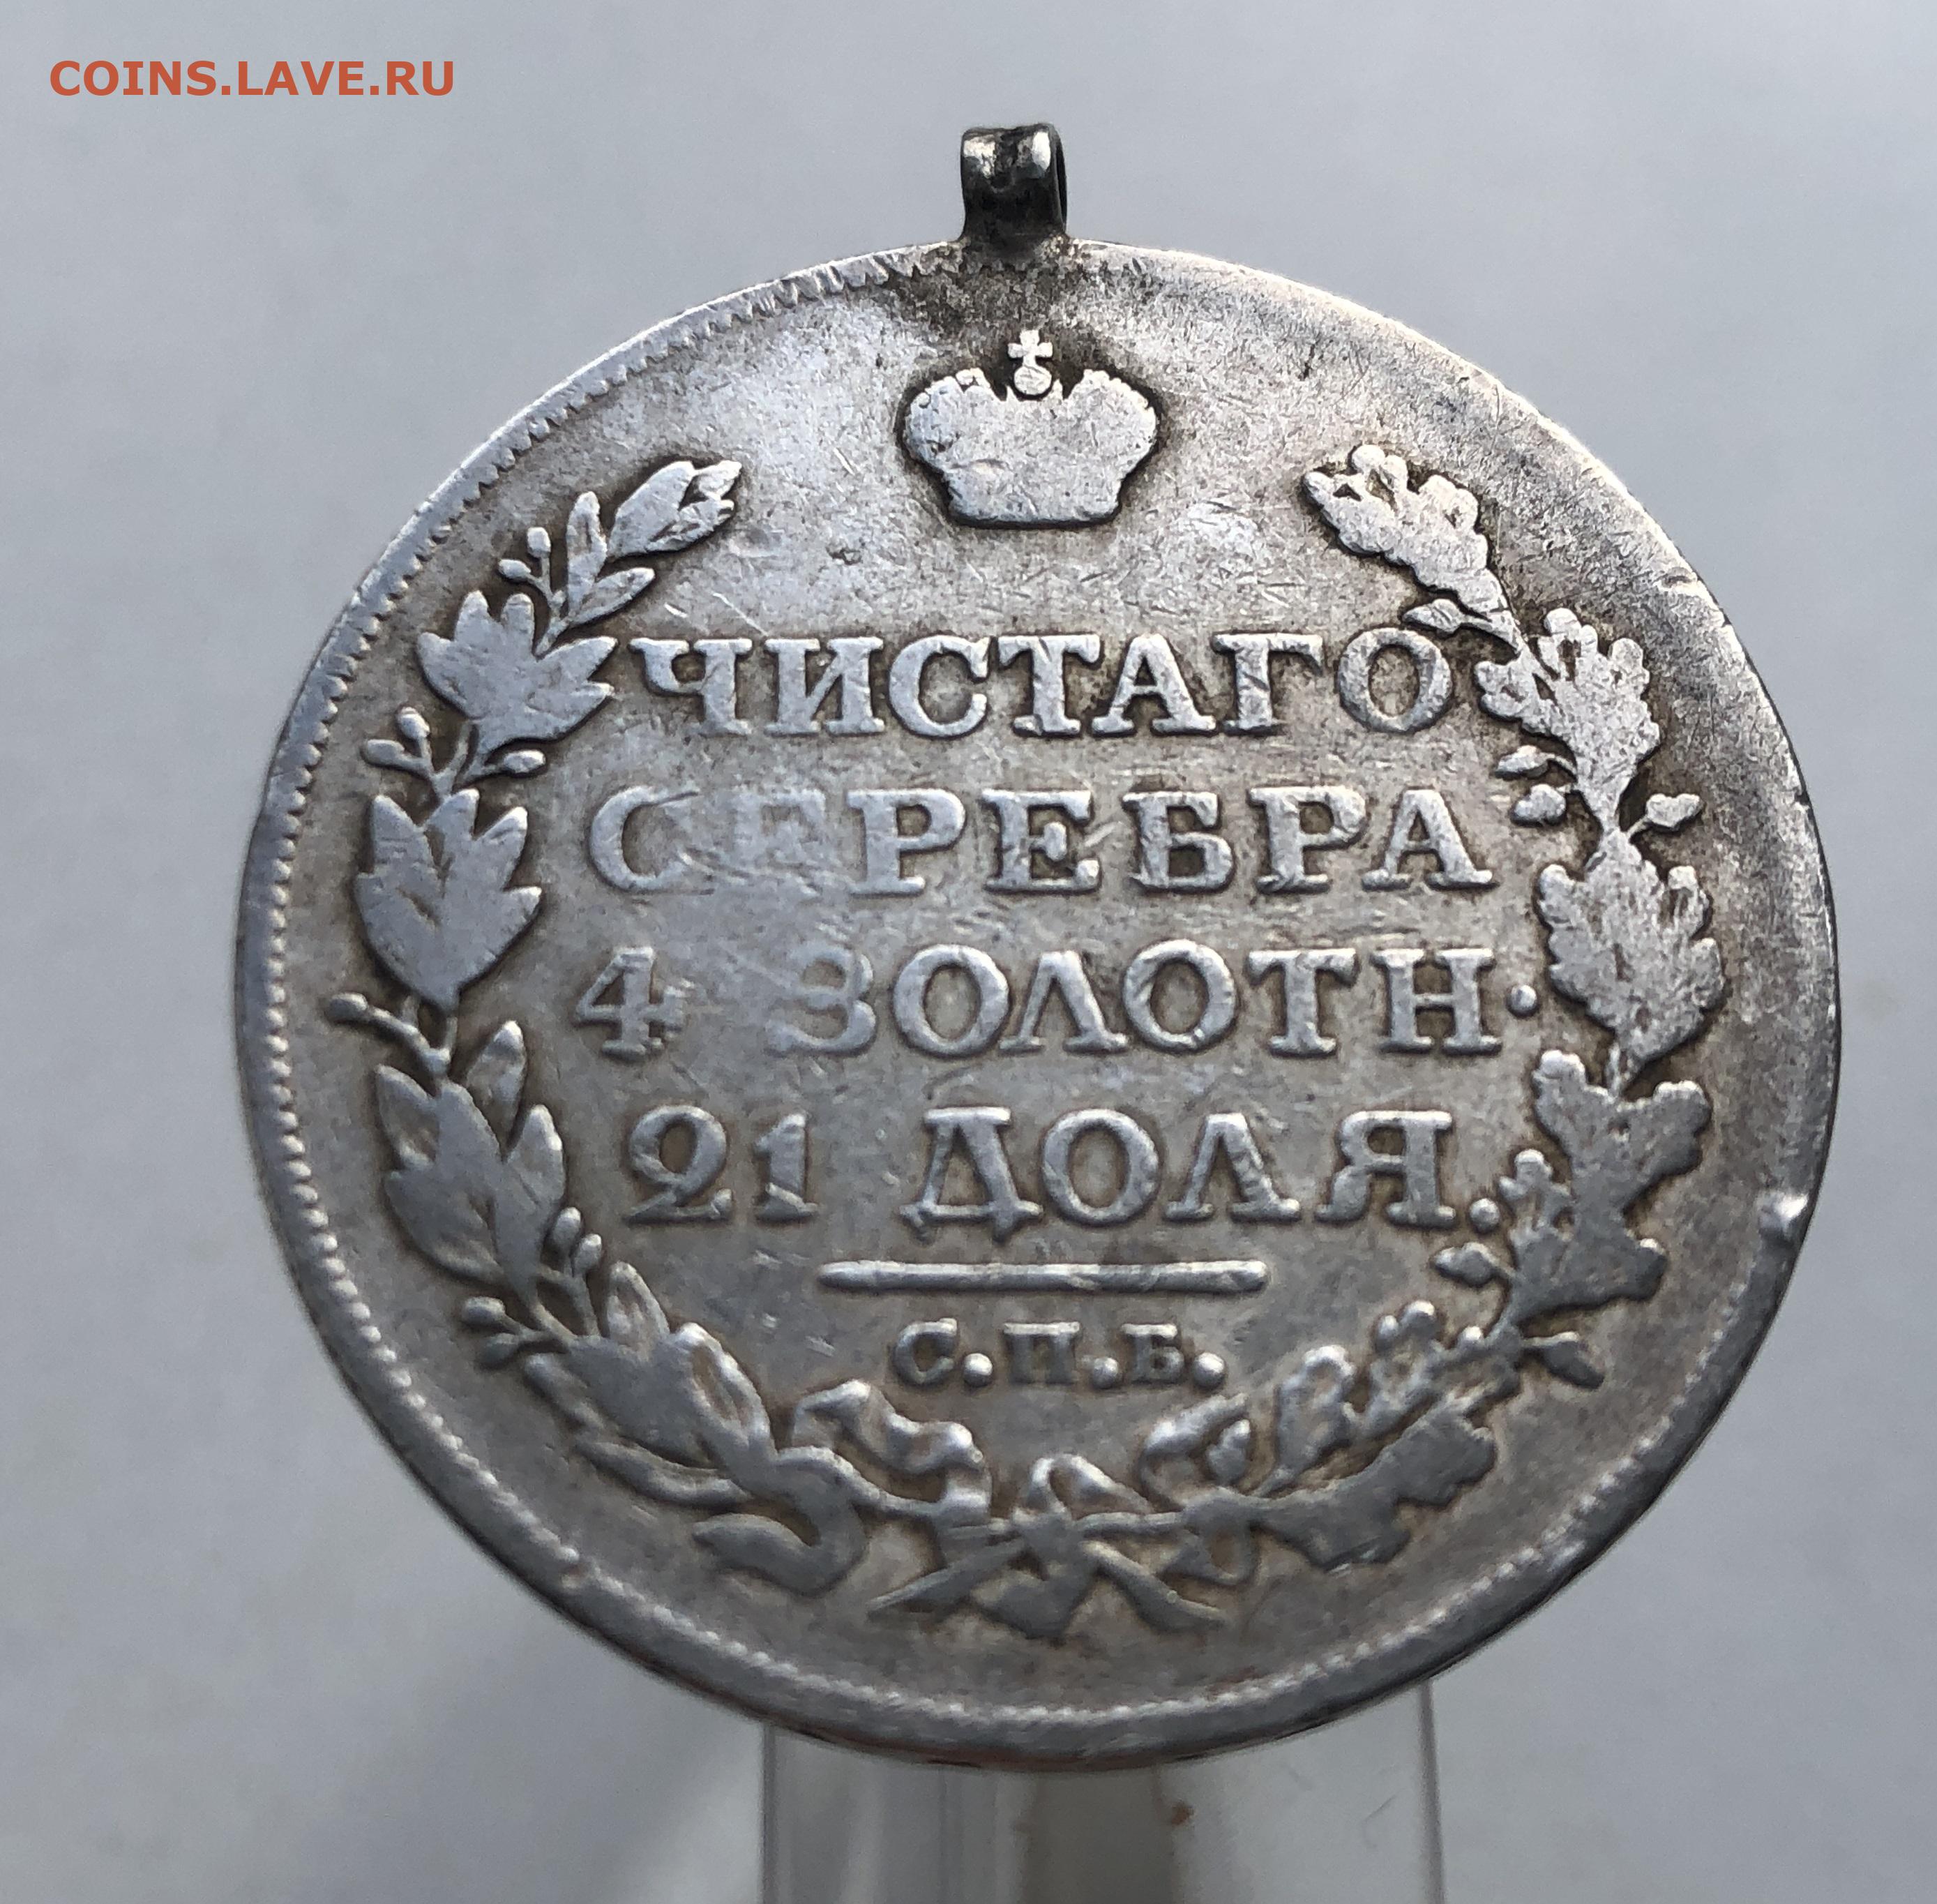 COINS.LAVE.RU
ЧИСТАГО
СЕРЕБРА
4 ЗОЛОТН·
21 ДОЛЯ.
С.П.Б.